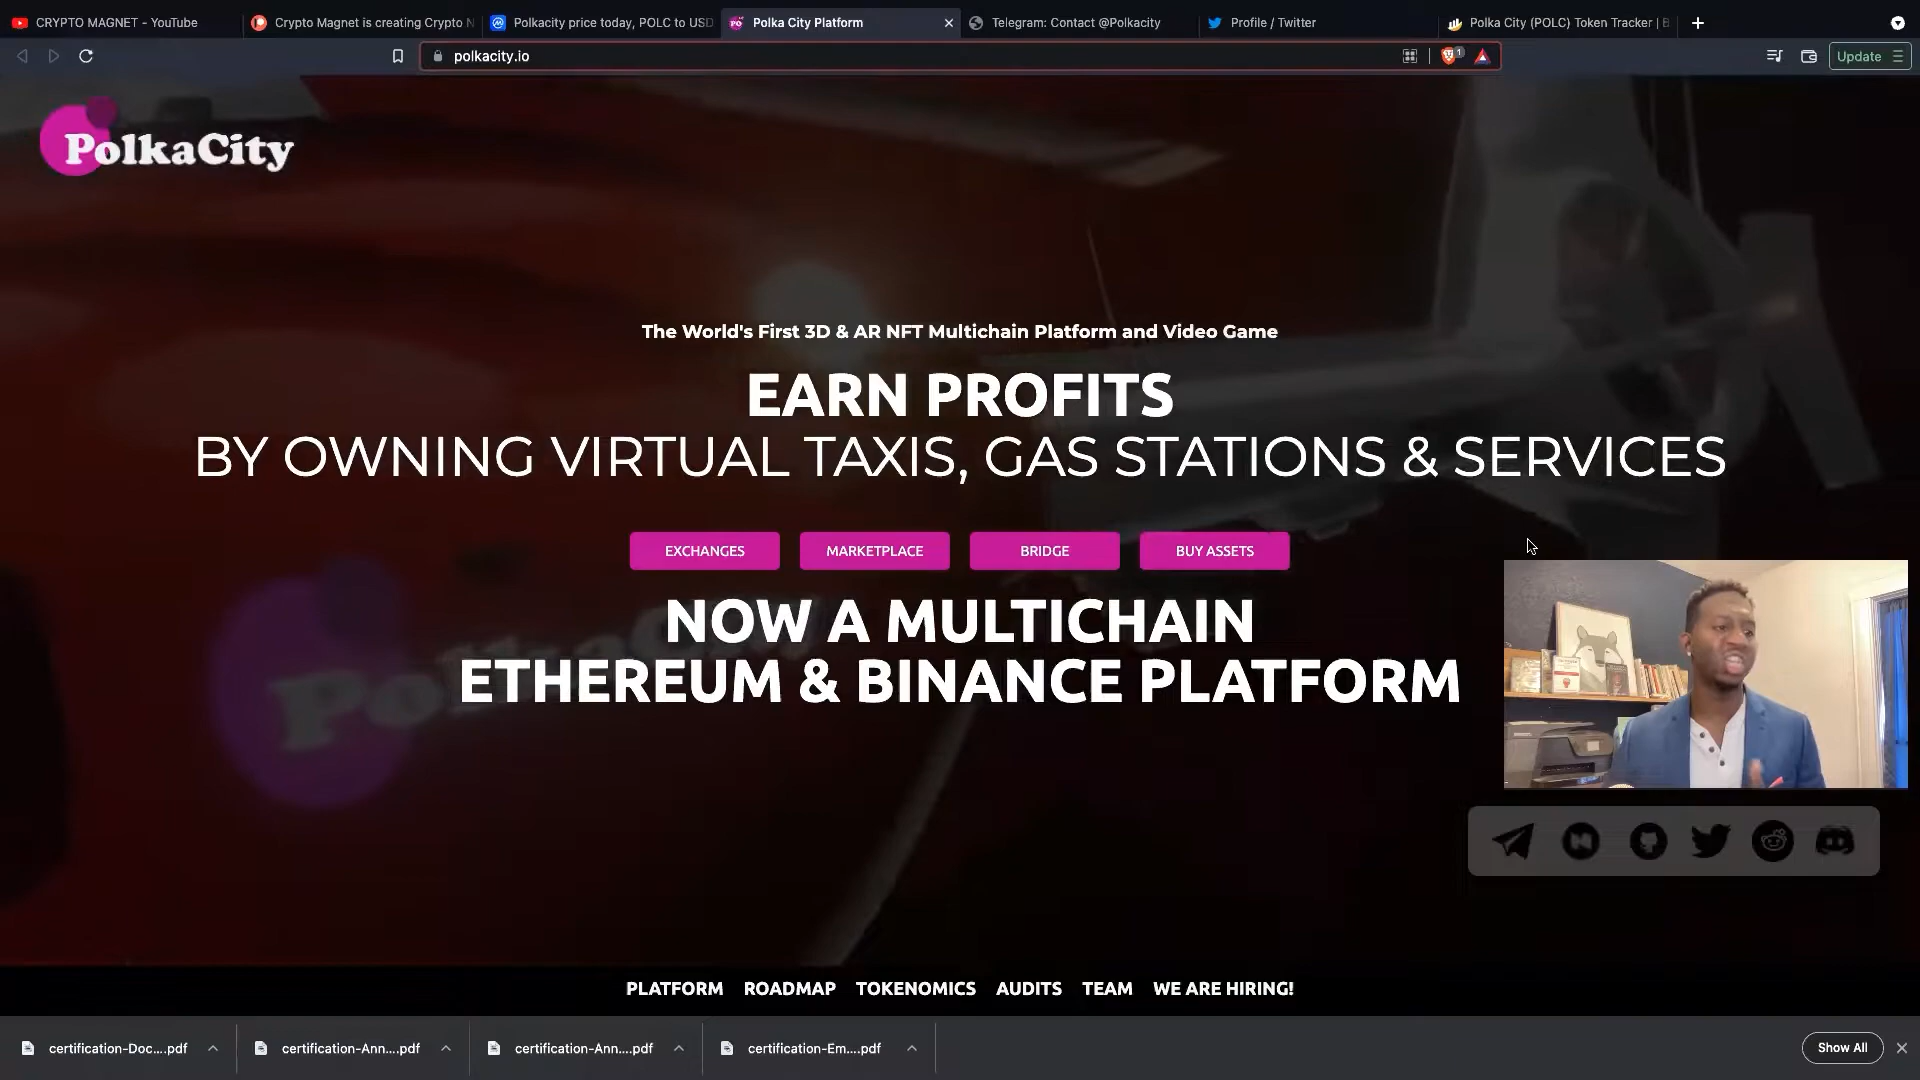 CRYPTO MAGNET - YouTube
Crypto Magnet is creating Crypto N
Polkacity price today, POLC to USD
Polka City Platform
Telegram: Contact @Polkacity
Profile / Twitter
Polka City (POLC) Token Tracker | B
polkacity.io
1
Update
PolkaCity
The World's First 3D & AR NFT Multichain Platform and Video Game
EARN PROFITS
BY OWNING VIRTUAL TAXIS, GAS STATIONS & SERVICES
EXCHANGES
MARKETPLACE
BRIDGE
BUY ASSETS
NOW A MULTICHAIN
ETHEREUM & BINANCE PLATFORM
PLATFORM
ROADMAP
TOKENOMICS
AUDITS
TEAM
WE ARE HIRING!
certification-Doc....pdf
certification-Ann....pdf
certification-Ann....pdf
certification-Em....pdf
Show All